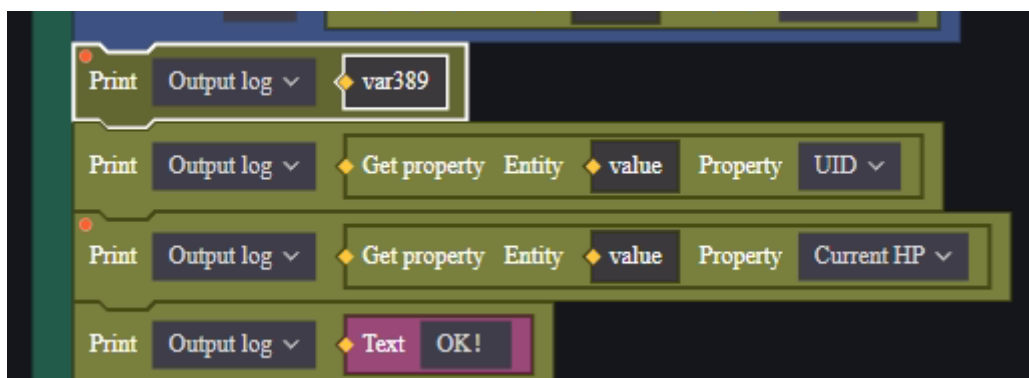 Print Output log var389
Print Output log Get property Entity value Property UID
Print Output log Get property Entity value Property Current HP
Print Output log Text OK!